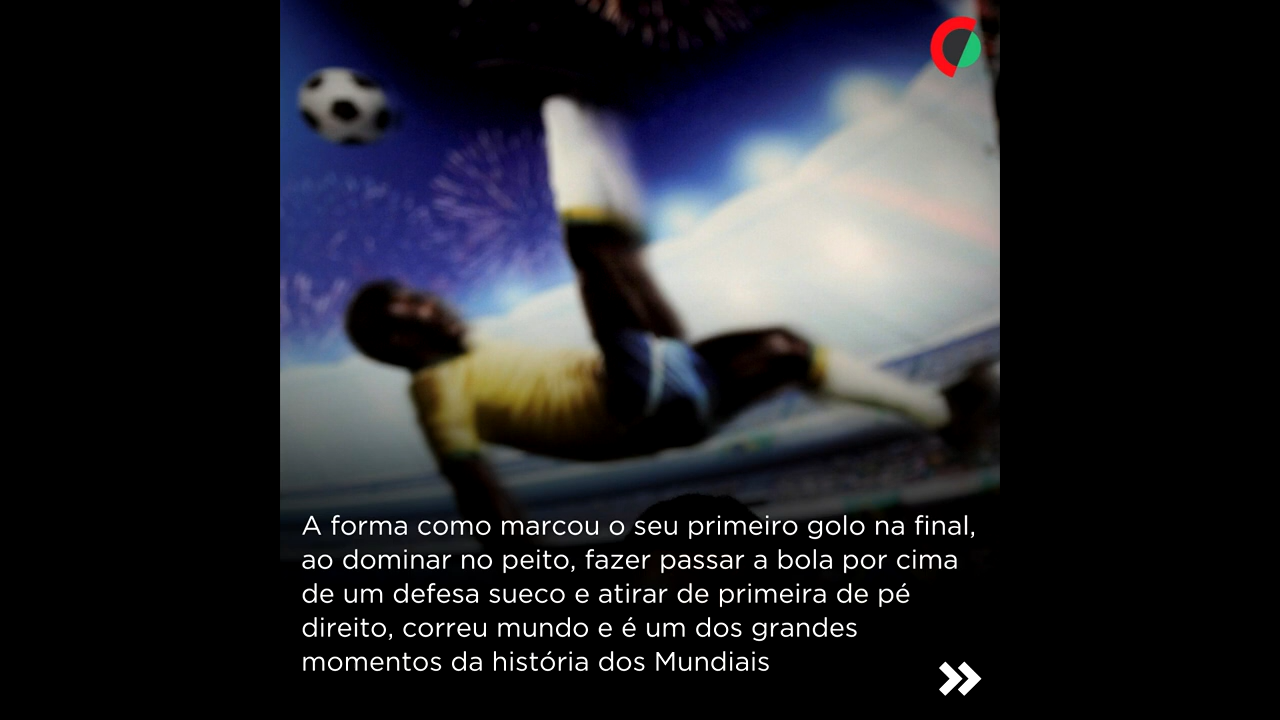 A forma como marcou o seu primeiro golo na final,
ao dominar no peito, fazer passar a bola por cima
de um defesa sueco e atirar de primeira de pé
direito, correu mundo e é um dos grandes
momentos da história dos Mundiais